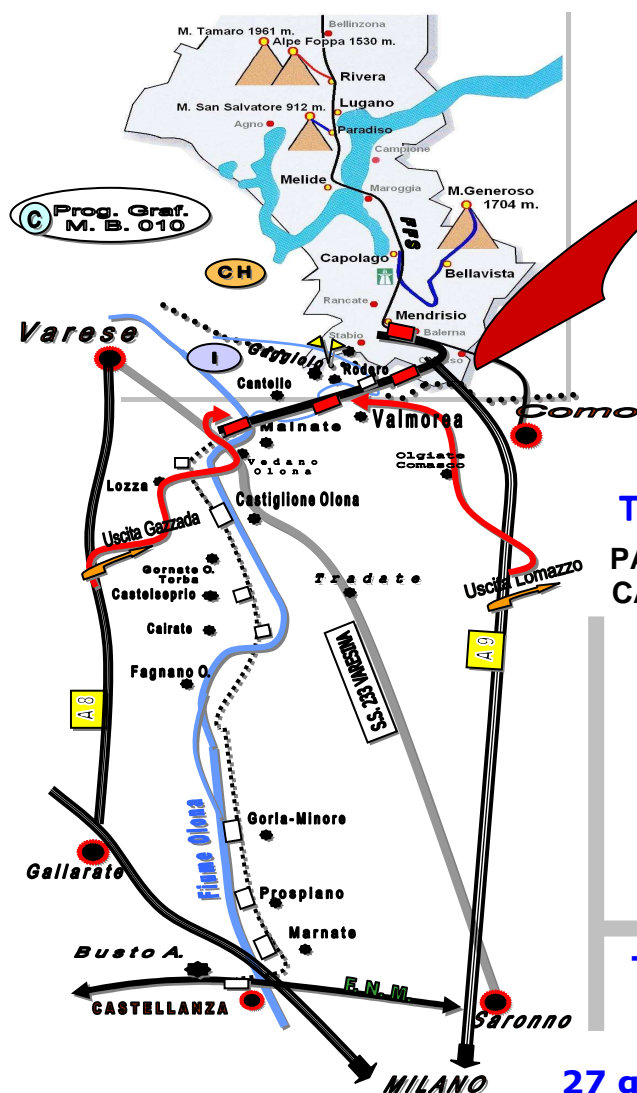 Bellinzona
M. Tamaro 1961 m.
Alpe Foppa 1530 m.
Rivera
M. San Salvatore 912 m.
Lugano
Agno
Paradiso
Campione
Melide
Maroggia
M.Generoso
1704 m.
FFS
C Prog. Graf.
M. B. 010
CH
Capolago
Bellavista
Rancate
Mendrisio
Balerna
Stabio
Varese
I
Gaggiolo
Rodero
Cantello
Como
Valmorea
Malnate
Vedano
Olona
Olgiate
Comasco
Lozza
Castiglione Olona
Uscita Gazzada
T
PA
CA
Gornate O.
Torba
Tradate
Uscita Lomazzo
Castelseprio
Cairate
Fagnano O.
A 8
S.S. 233 VARESINA
A 9
Fiume Olona
Gorla-Minore
Gallarate
Prospiano
Marnate
Busto A.
F. N. M.
CASTELLANZA
Saronno
MILANO
27 g